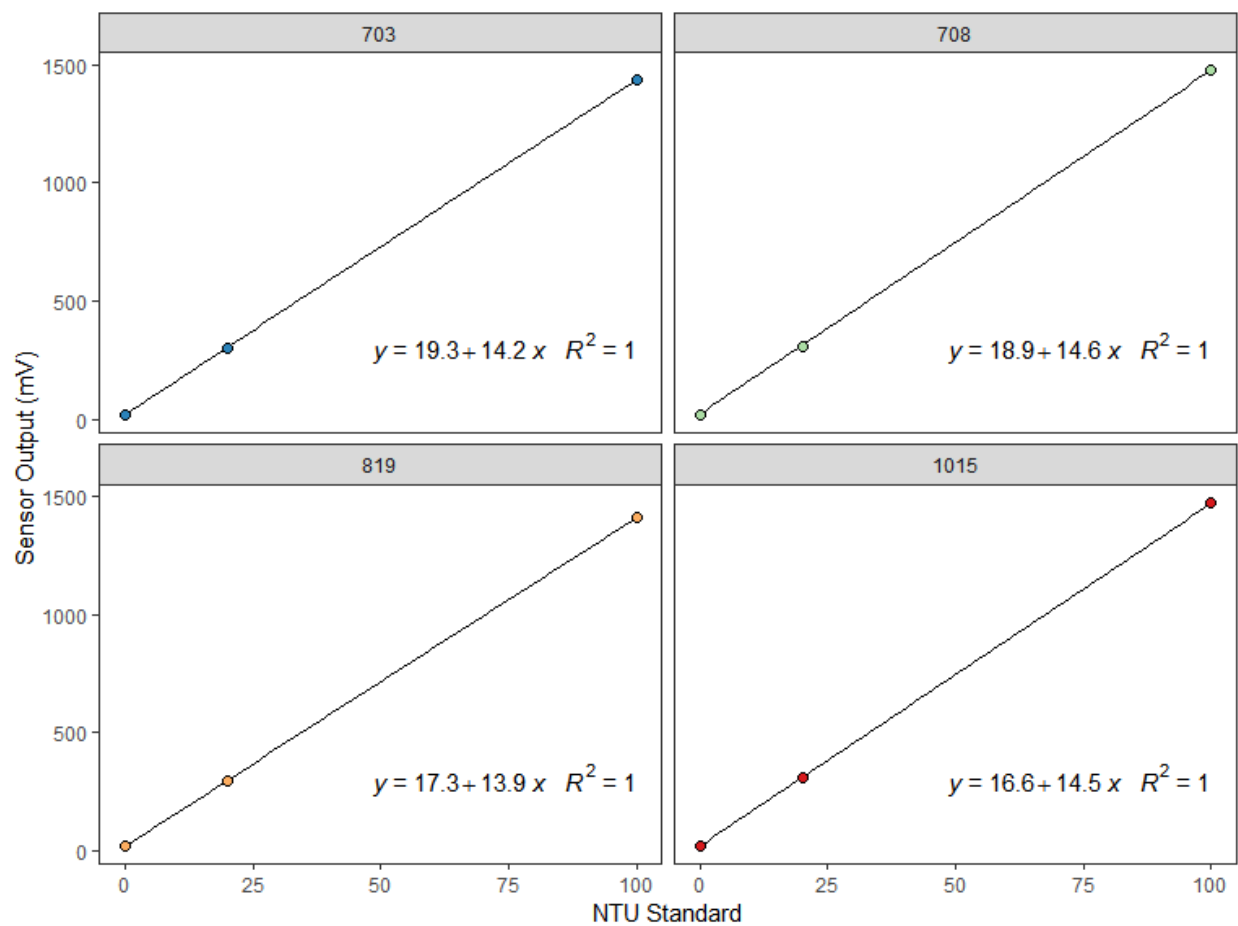 703
708
1500
1000
500
0
y = 19.3 + 14.2 x R² = 1
y = 18.9 + 14.6 x R² = 1
819
1015
1500
1000
500
0
y = 17.3 + 13.9 x R² = 1
y = 16.6 + 14.5 x R² = 1
0 25 50 75 100
0 25 50 75 100
NTU Standard
Sensor Output (mV)